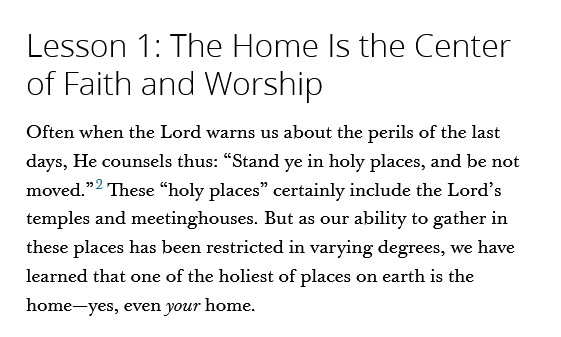 Lesson 1: The Home Is the Center
of Faith and Worship
Often when the Lord warns us about the perils of the last
days, He counsels thus: “Stand ye in holy places, and be not
moved.”2 These “holy places” certainly include the Lord’s
temples and meetinghouses. But as our ability to gather in
these places has been restricted in varying degrees, we have
learned that one of the holiest of places on earth is the
home—yes, even your home.